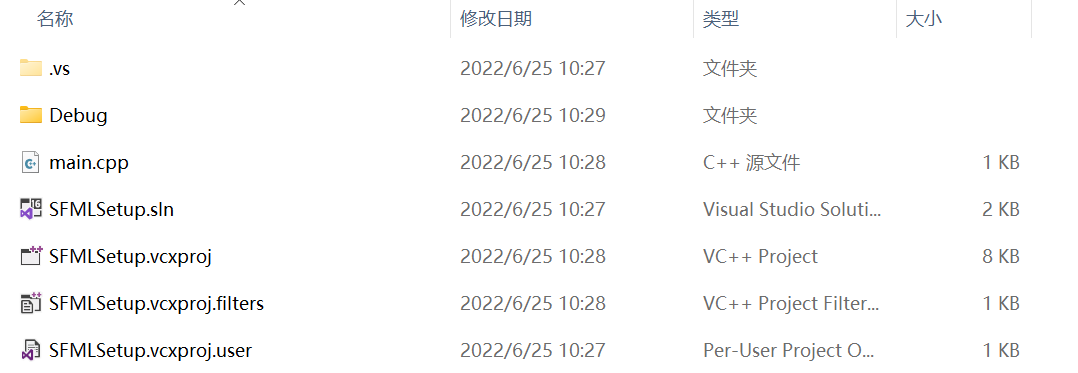 名称 修改日期 类型 大小
.vs 2022/6/25 10:27 文件夹
Debug 2022/6/25 10:29 文件夹
main.cpp 2022/6/25 10:28 C++ 源文件 1 KB
SFMLSetup.sln 2022/6/25 10:27 Visual Studio Soluti... 2 KB
SFMLSetup.vcxproj 2022/6/25 10:28 VC++ Project 8 KB
SFMLSetup.vcxproj.filters 2022/6/25 10:28 VC++ Project Filter... 1 KB
SFMLSetup.vcxproj.user 2022/6/25 10:27 Per-User Project O... 1 KB